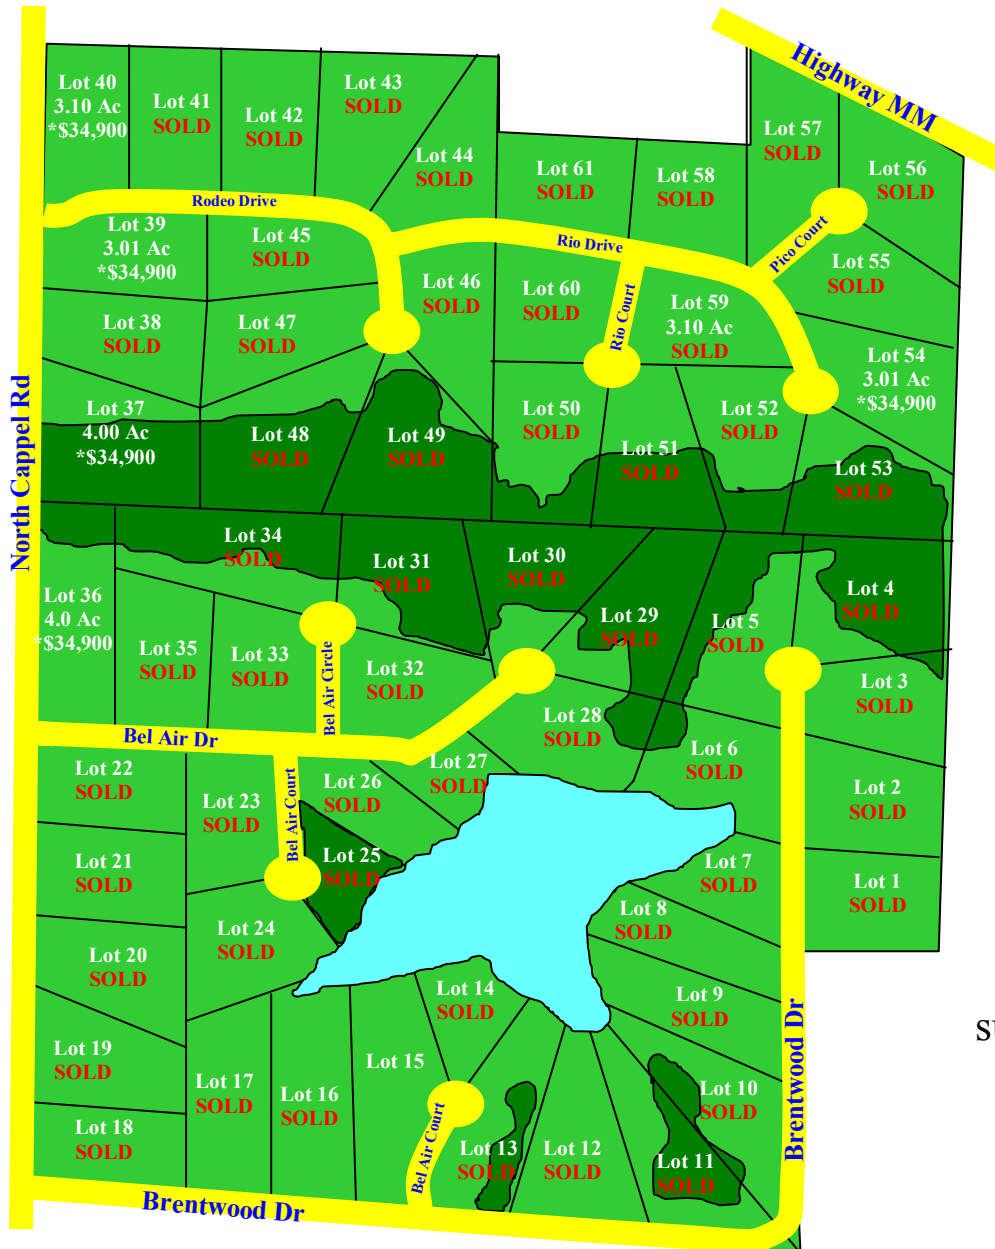 Highway MM
Lot 40
3.10 Ac
*$34,900
Lot 41
SOLD
Lot 42
SOLD
Lot 43
SOLD
Lot 44
SOLD
Lot 61
SOLD
Lot 58
SOLD
Lot 57
SOLD
Lot 56
SOLD
Rodeo Drive
Rio Drive
Pico Court
Lot 39
3.01 Ac
*$34,900
Lot 45
SOLD
Lot 46
SOLD
Lot 60
SOLD
Rio Court
Lot 59
3.10 Ac
SOLD
Lot 55
SOLD
Lot 38
SOLD
Lot 47
SOLD
Lot 54
3.01 Ac
*$34,900
North Cappel Rd
Lot 37
4.00 Ac
*$34,900
Lot 48
SOLD
Lot 49
SOLD
Lot 50
SOLD
Lot 51
SOLD
Lot 52
SOLD
Lot 53
SOLD
Lot 34
SOLD
Lot 31
SOLD
Lot 30
SOLD
Lot 29
SOLD
Lot 5
SOLD
Lot 4
SOLD
Lot 36
4.0 Ac
*$34,900
Lot 35
SOLD
Lot 33
SOLD
Bel Air Circle
Lot 32
SOLD
Lot 28
SOLD
Lot 3
SOLD
Bel Air Dr
Lot 6
SOLD
Lot 2
SOLD
Lot 22
SOLD
Lot 23
SOLD
Bel Air Court
Lot 26
SOLD
Lot 27
SOLD
Lot 21
SOLD
Lot 25
SOLD
Lot 7
SOLD
Lot 1
SOLD
Lot 20
SOLD
Lot 24
SOLD
Lot 8
SOLD
Lot 14
SOLD
Lot 9
SOLD
Brentwood Dr
Lot 19
SOLD
Lot 17
SOLD
Lot 16
SOLD
Lot 15
Lot 10
SOLD
Lot 18
SOLD
Bel Air Court
Lot 13
SOLD
Lot 12
SOLD
Lot 11
SOLD
Brentwood Dr